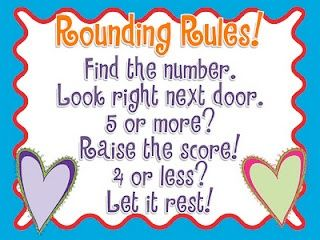 Rounding Rules!
Find the number.
Look right next door.
5 or more?
Raise the score!
4 or less?
Let it rest!